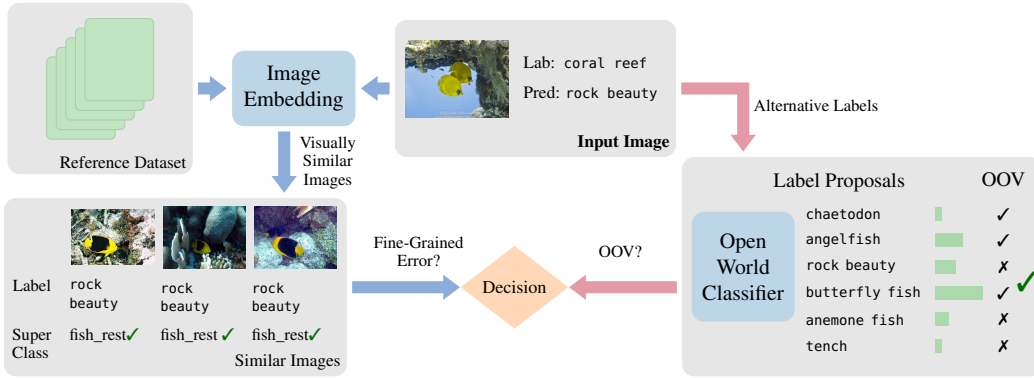 Reference Dataset
Image
Embedding
Lab: coral reef
Pred: rock beauty
Input Image
Alternative Labels
Visually
Similar
Images
Label Proposals OOV
Open
World
Classifier
chaetodon ✓
angelfish ✓
rock beauty ✗
butterfly fish ✓
anemone fish ✗
tench ✗
Fine-Grained
Error?
Decision
OOV?
Label
rock
beauty
rock
beauty
rock
beauty
Super
Class
fish_rest✓ fish_rest✓ fish_rest✓
Similar Images